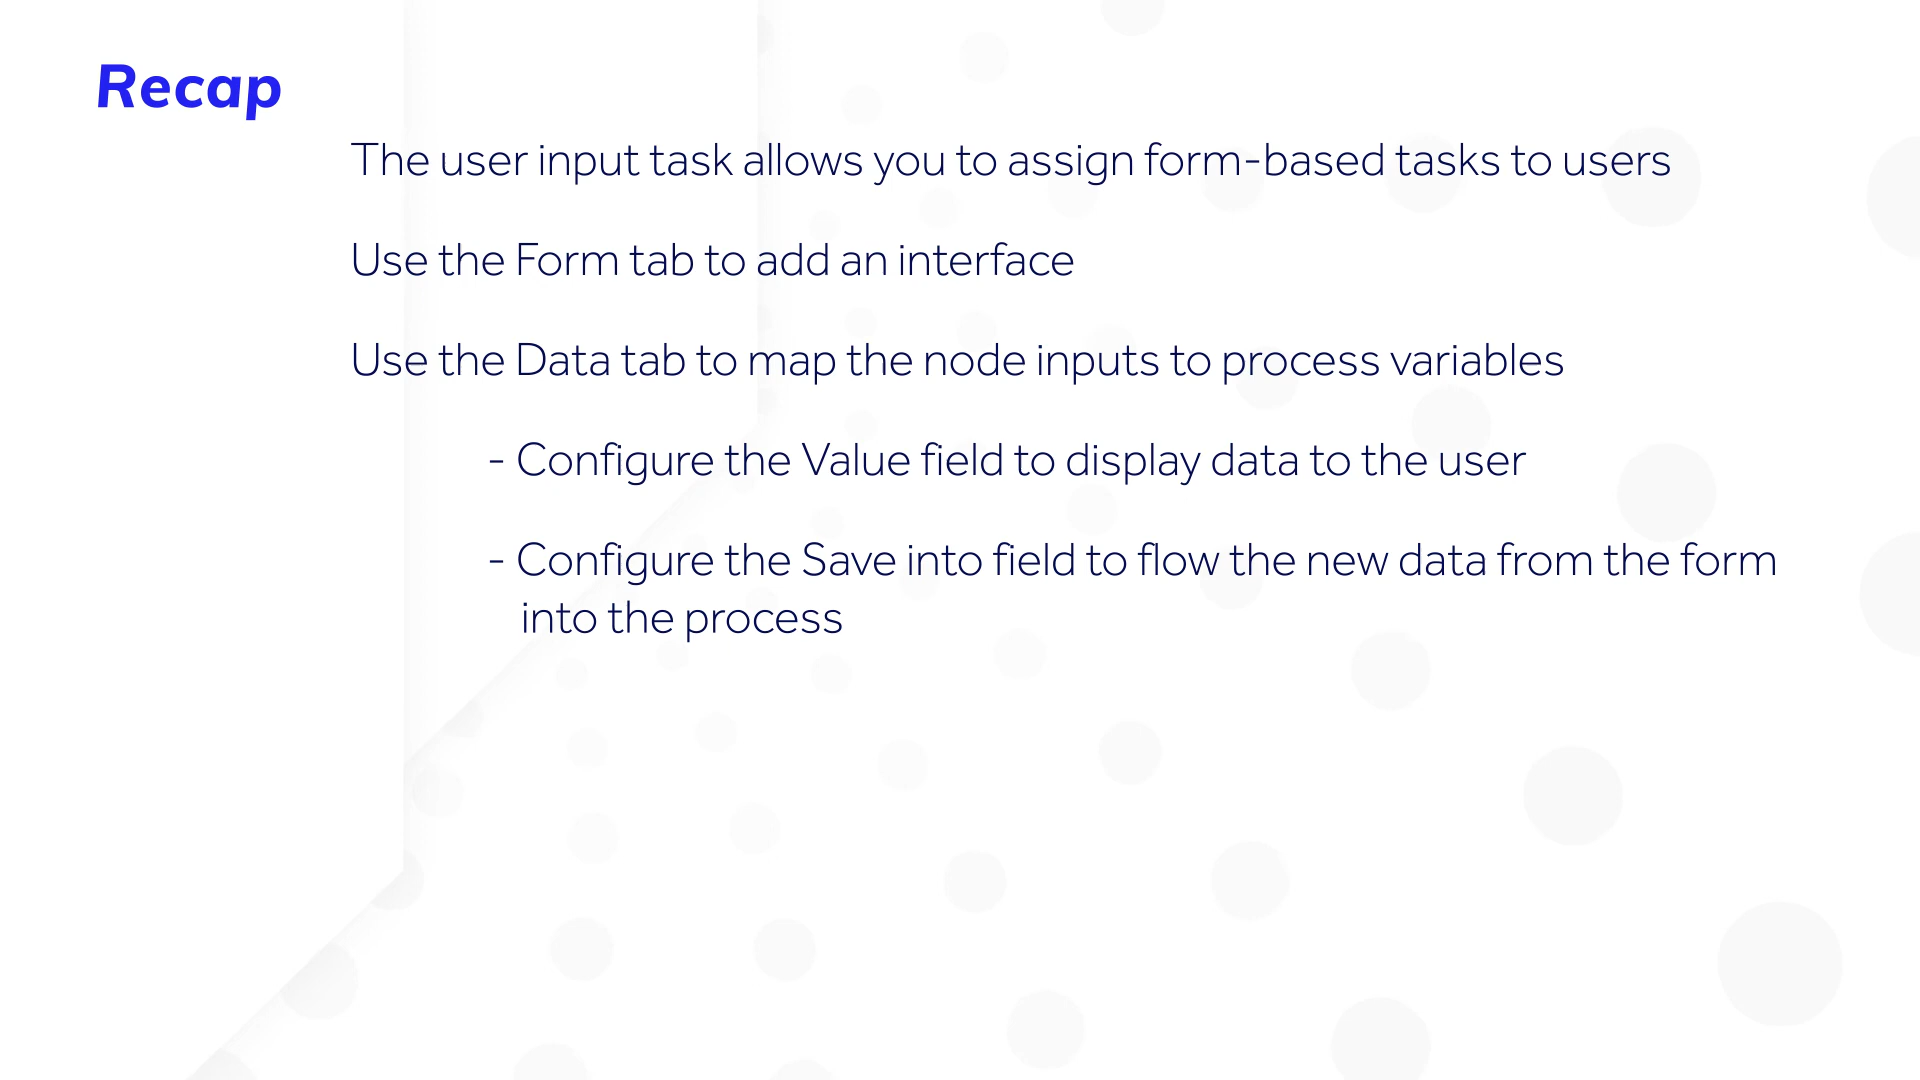 Recap
The user input task allows you to assign form-based tasks to users
Use the Form tab to add an interface
Use the Data tab to map the node inputs to process variables
- Configure the Value field to display data to the user
- Configure the Save into field to flow the new data from the form
into the process